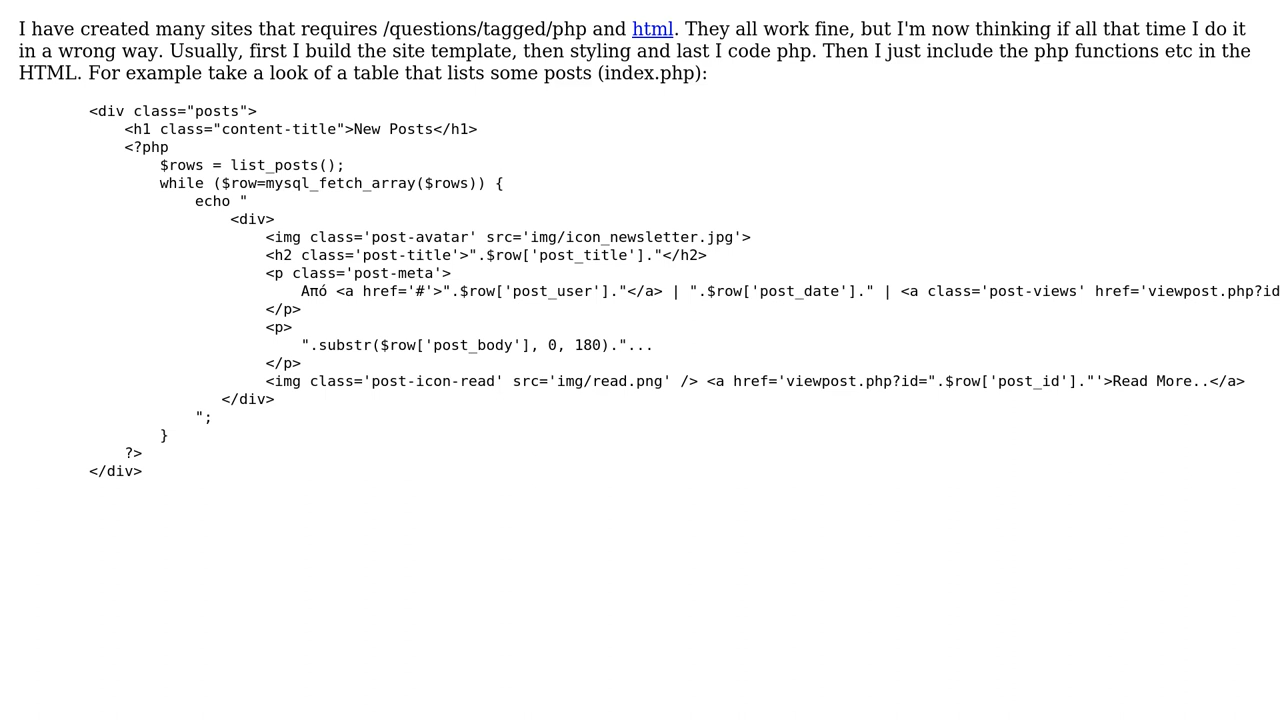 I have created many sites that requires /questions/tagged/php and html. They all work fine, but I'm now thinking if all that time I do it
in a wrong way. Usually, first I build the site template, then styling and last I code php. Then I just include the php functions etc in the
HTML. For example take a look of a table that lists some posts (index.php):
<div class="posts">
<h1 class="content-title">New Posts</h1>
<?php
$rows = list_posts();
while ($row=mysql_fetch_array($rows)) {
echo "
<div>
<img class='post-avatar' src='img/icon_newsletter.jpg'>
<h2 class='post-title'>".$row['post_title']."</h2>
<p class='post-meta'>
Από <a href='#'>".$row['post_user']."</a> | ".$row['post_date']." | <a class='post-views' href='viewpost.php?id
</p>
<p>
".substr($row['post_body'], 0, 180)."...
</p>
<img class='post-icon-read' src='img/read.png' /> <a href='viewpost.php?id=".$row['post_id']."'>Read More..</a>
</div>
";
}
?>
</div>